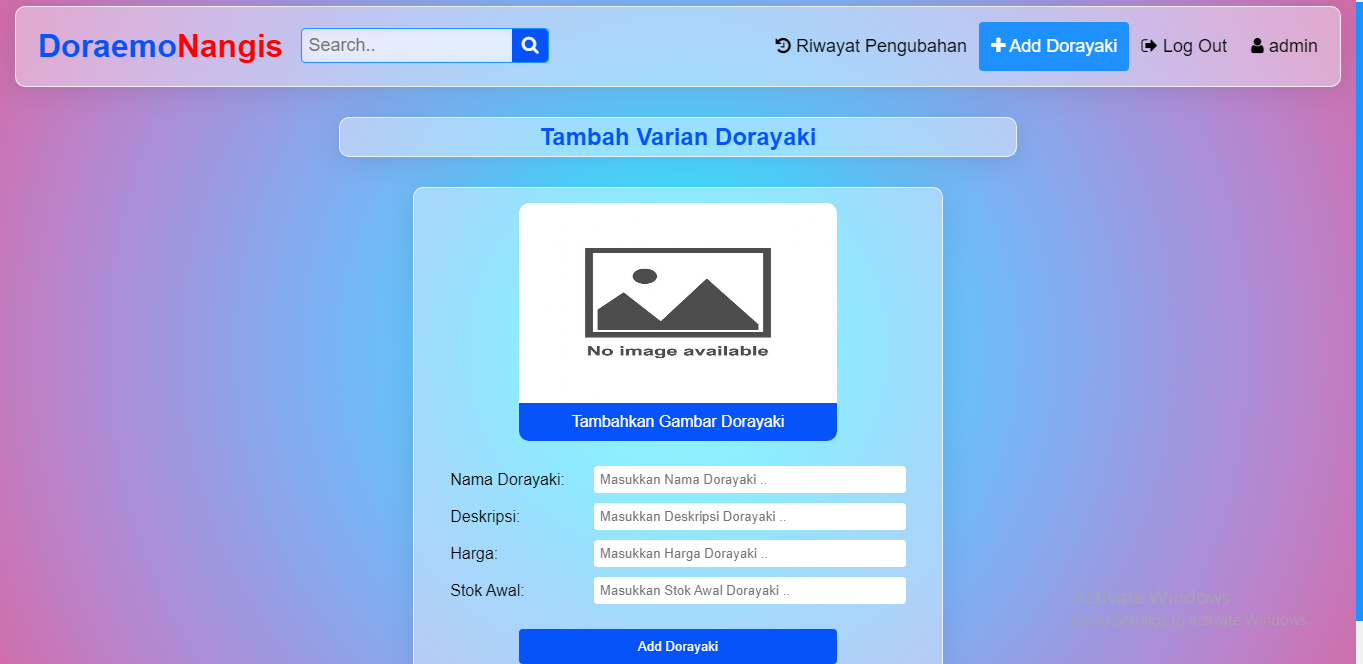 DoraemoNangis Search.. Riwayat Pengubahan Add Dorayaki Log Out admin
Tambah Varian Dorayaki
No image available
Tambahkan Gambar Dorayaki
Nama Dorayaki: Masukkan Nama Dorayaki ..
Deskripsi: Masukkan Deskripsi Dorayaki ..
Harga: Masukkan Harga Dorayaki ..
Stok Awal: Masukkan Stok Awal Dorayaki ..
Activate Windows
Go to Settings to activate Windows.
Add Dorayaki